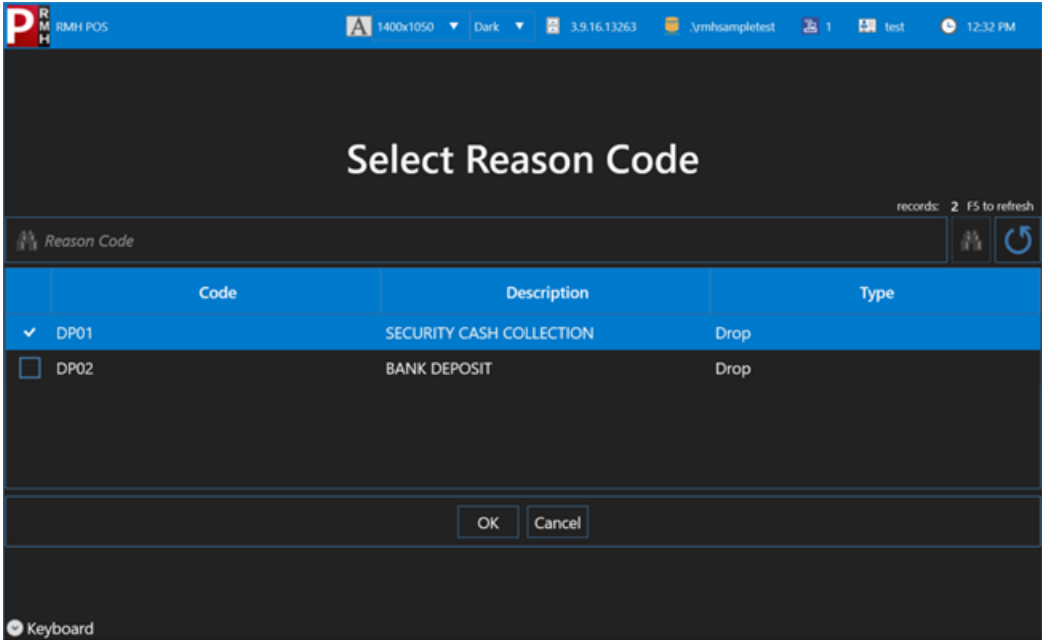 P RMH RMH POS A 1400x1050 Dark 3.9.16.13263 .\rmhsampletest 1 test 12:32 PM
Select Reason Code
records: 2 F5 to refresh
Reason Code
Code Description Type
DP01 SECURITY CASH COLLECTION Drop
DP02 BANK DEPOSIT Drop
OK Cancel
Keyboard